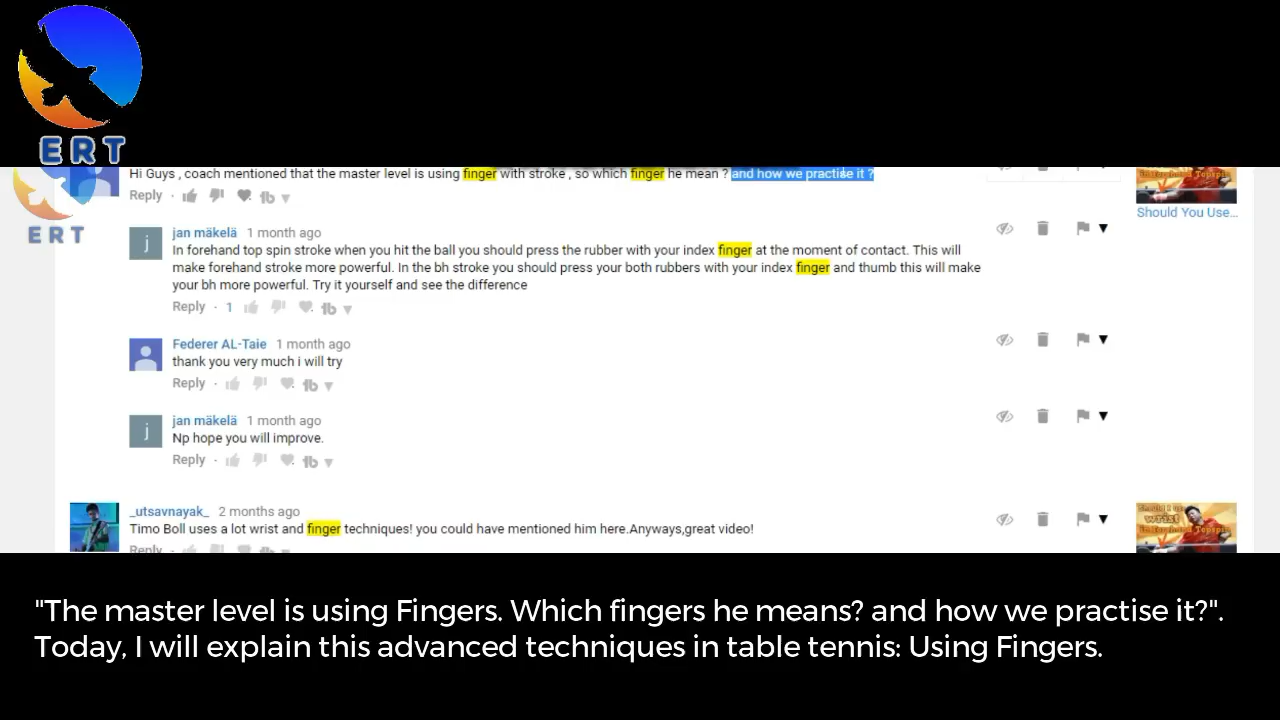 ERT
Hi Guys , coach mentioned that the master level is using finger with stroke , so which finger he mean ? and how we practise it ?
Reply
ERT
Should You Use...
j
jan mäkelä 1 month ago
In forehand top spin stroke when you hit the ball you should press the rubber with your index finger at the moment of contact. This will
make forehand stroke more powerful. In the bh stroke you should press your both rubbers with your index finger and thumb this will make
your bh more powerful. Try it yourself and see the difference
Reply · 1
Federer AL-Taie 1 month ago
thank you very much i will try
Reply ·
j
jan mäkelä 1 month ago
Np hope you will improve.
Reply ·
_utsavnayak_ 2 months ago
Timo Boll uses a lot wrist and finger techniques! you could have mentioned him here.Anyways,great video!
Reply
"The master level is using Fingers. Which fingers he means? and how we practise it?".
Today, I will explain this advanced techniques in table tennis: Using Fingers.